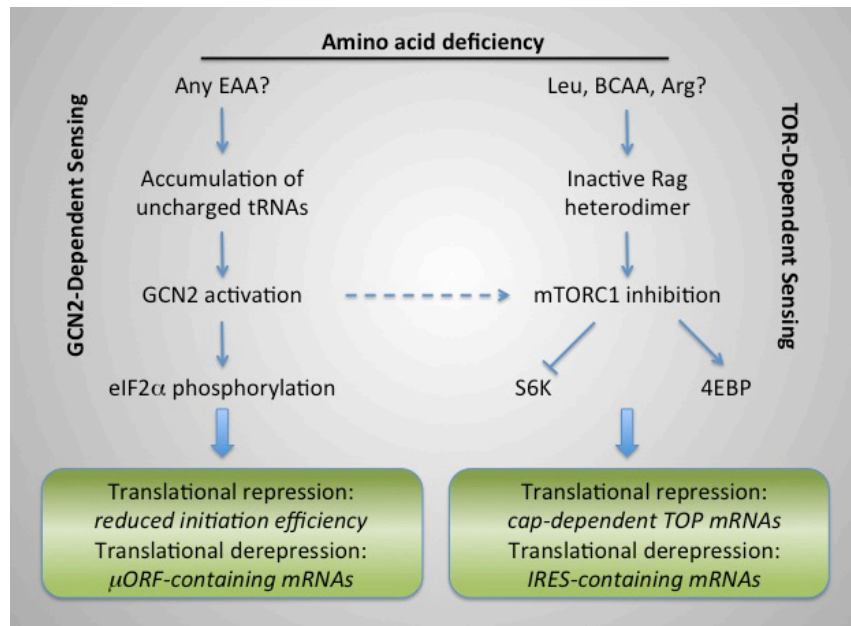 Amino acid deficiency
GCN2-Dependent Sensing
Any EAA?
Accumulation of
uncharged tRNAs
GCN2 activation
eIF2α phosphorylation
Translational repression:
reduced initiation efficiency
Translational derepression:
μORF-containing mRNAs
Leu, BCAA, Arg?
Inactive Rag
heterodimer
mTORC1 inhibition
S6K
4EBP
Translational repression:
cap-dependent TOP mRNAs
Translational derepression:
IRES-containing mRNAs
TOR-Dependent Sensing